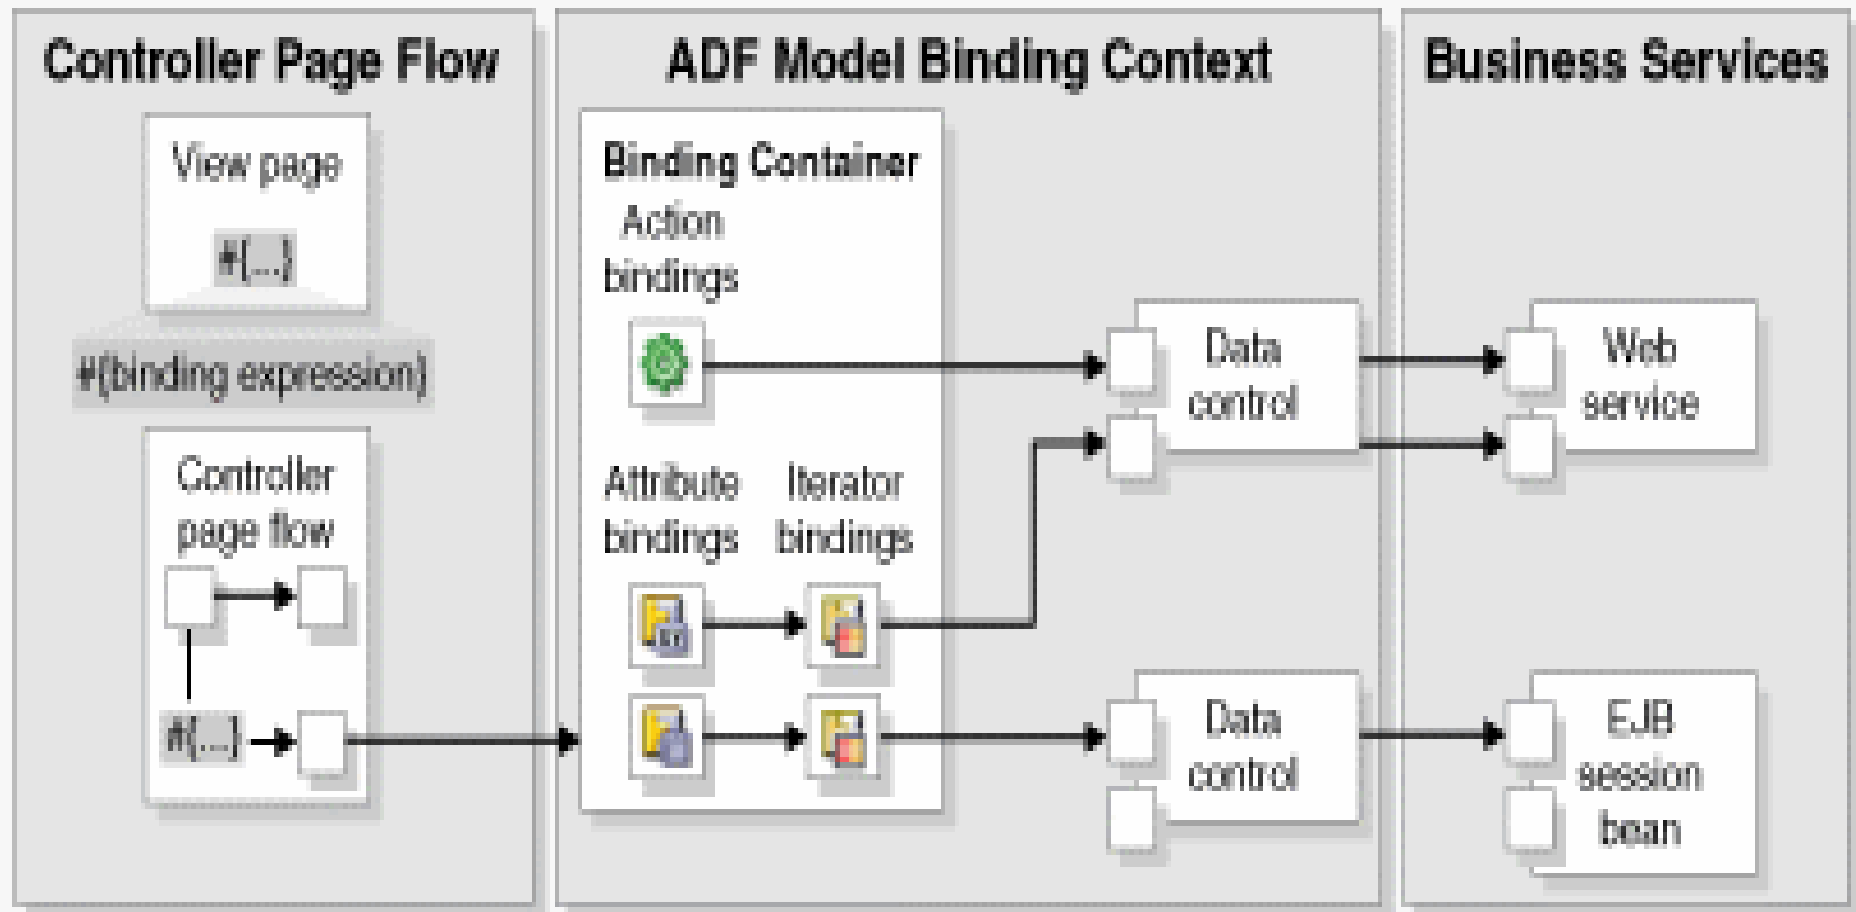 Controller Page Flow
View page
#{...}
#{binding expression}
Controller
page flow
#{...}
ADF Model Binding Context
Binding Container
Action
bindings
Attribute
bindings
Iterator
bindings
Data
control
Data
control
Business Services
Web
service
EJB
session
bean